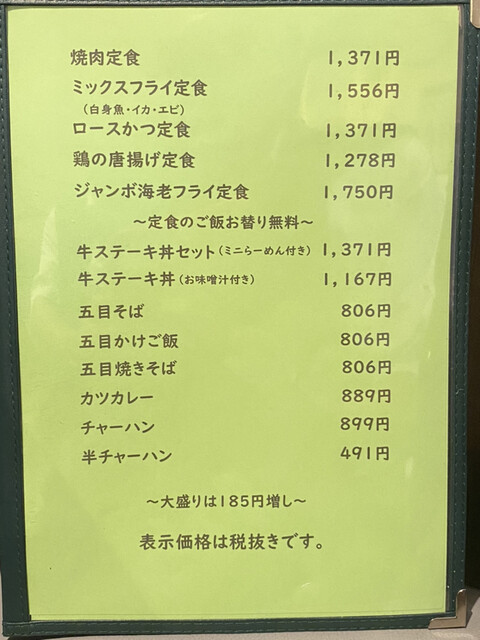 焼肉定食 1,371円
ミックスフライ定食 1,556円
(白身魚・イカ・エビ)
ロースかつ定食 1,371円
鶏の唐揚げ定食 1,278円
ジャンボ海老フライ定食 1,750円
～定食のご飯お替り無料～
牛ステーキ丼セット(ミニらーめん付き) 1,371円
牛ステーキ丼(お味噌汁付き) 1,167円
五目そば 806円
五目かけご飯 806円
五目焼きそば 806円
カツカレー 889円
チャーハン 899円
半チャーハン 491円
～大盛りは185円増し～
表示価格は税抜きです。